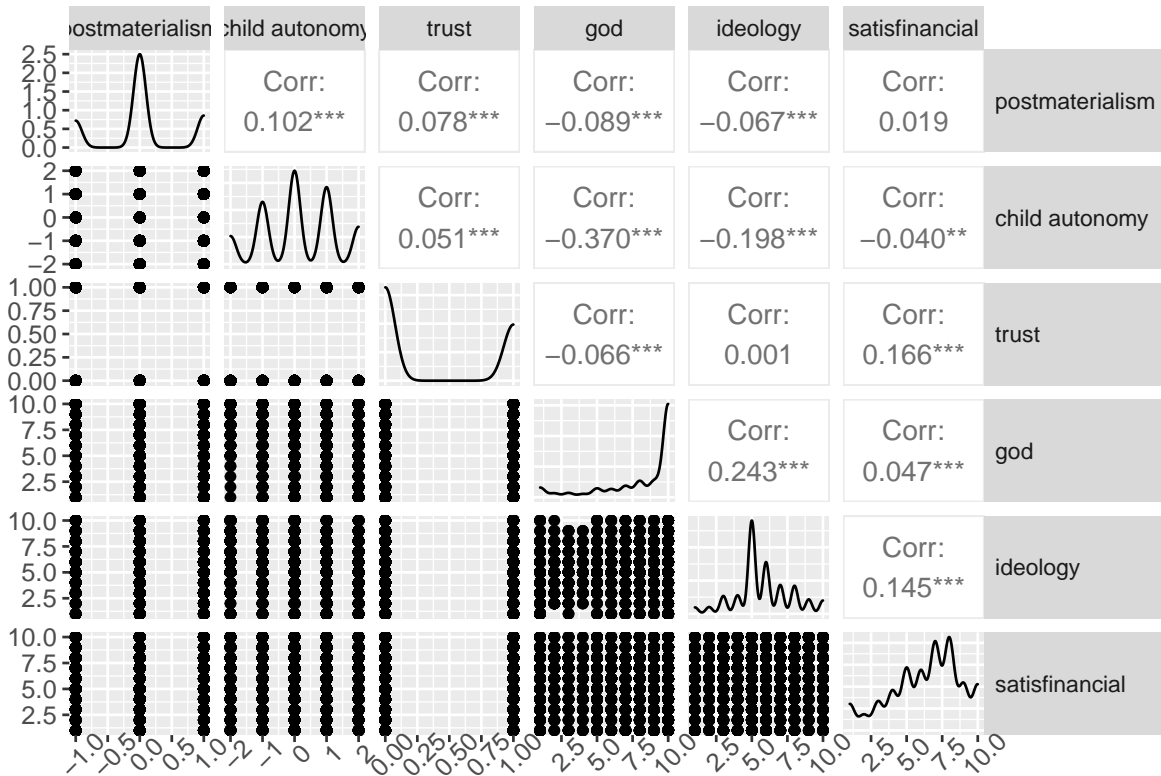 postmaterialism child autonomy trust god ideology satisfinancial
2.5
2.0
1.5
1.0
0.5
0.0
Corr:
0.102***
Corr:
0.078***
Corr:
−0.089***
Corr:
−0.067***
Corr:
0.019
postmaterialism
2
1
0
−1
−2
Corr:
0.051***
Corr:
−0.370***
Corr:
−0.198***
Corr:
−0.040**
child autonomy
1.00
0.75
0.50
0.25
0.00
Corr:
−0.066***
Corr:
0.001
Corr:
0.166***
trust
10.0
7.5
5.0
2.5
Corr:
0.243***
Corr:
0.047***
god
10.0
7.5
5.0
2.5
Corr:
0.145***
ideology
10.0
7.5
5.0
2.5
satisfinancial
−1.0 −0.5 0.0 0.5 1.0 −2 −1 0 1 2 0.00 0.25 0.50 0.75 1.00 2.5 5.0 7.5 10.0 2.5 5.0 7.5 10.0 2.5 5.0 7.5 10.0